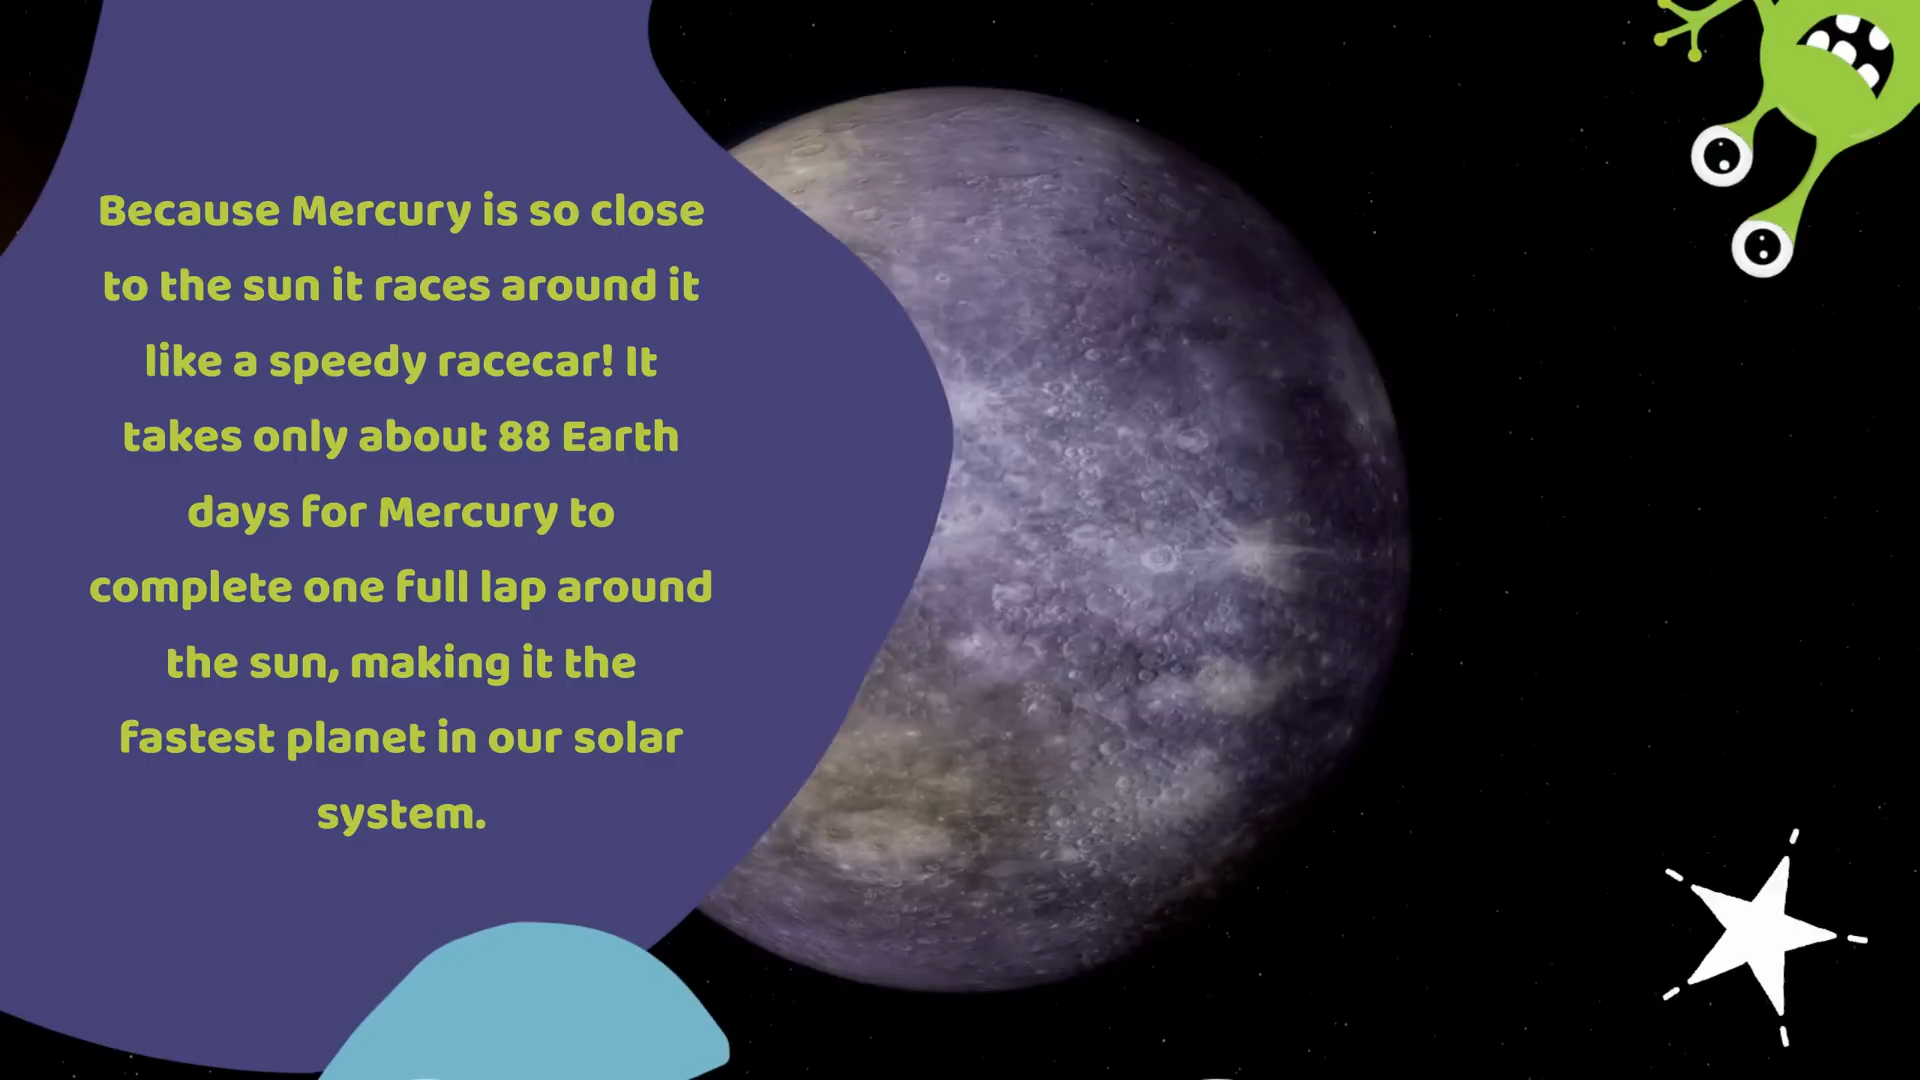 Because Mercury is so close
to the sun it races around it
like a speedy racecar! It
takes only about 88 Earth
days for Mercury to
complete one full lap around
the sun, making it the
fastest planet in our solar
system.